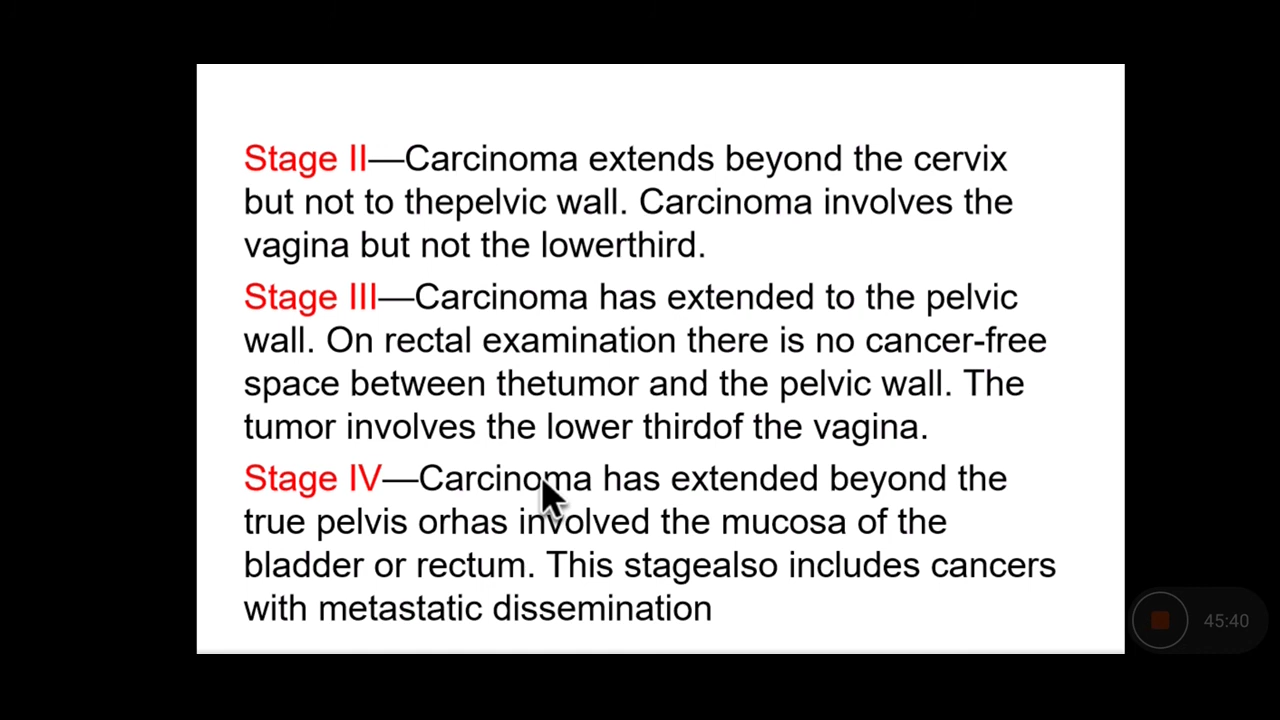 Stage II—Carcinoma extends beyond the cervix
but not to thepelvic wall. Carcinoma involves the
vagina but not the lowerthird.
Stage III—Carcinoma has extended to the pelvic
wall. On rectal examination there is no cancer-free
space between thetumor and the pelvic wall. The
tumor involves the lower thirdof the vagina.
Stage IV—Carcinoma has extended beyond the
true pelvis orhas involved the mucosa of the
bladder or rectum. This stagealso includes cancers
with metastatic dissemination
45:40